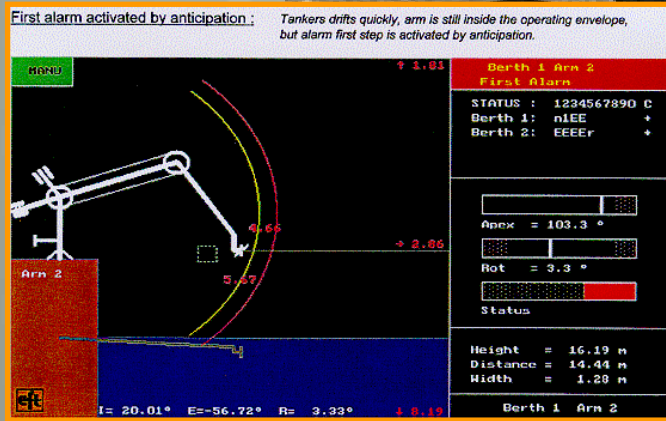 First alarm activated by anticipation :
Tankers drifts quickly, arm is still inside the operating envelope,
but alarm first step is activated by anticipation.
MANU
↑ 1.81
Berth 1 Arm 2
First Alarm
STATUS : 1234567890 C
Berth 1: n1EE +
Berth 2: EEEEr +
4.66
→ 2.86
5.67
Apex = 103.3 °
Rot = 3.3 °
Status
Arm 2
Height = 16.19 m
Distance = 14.44 m
Width = 1.28 m
eft
I= 20.01° E=-56.72° R= 3.33°
↓ 8.19
Berth 1 Arm 2